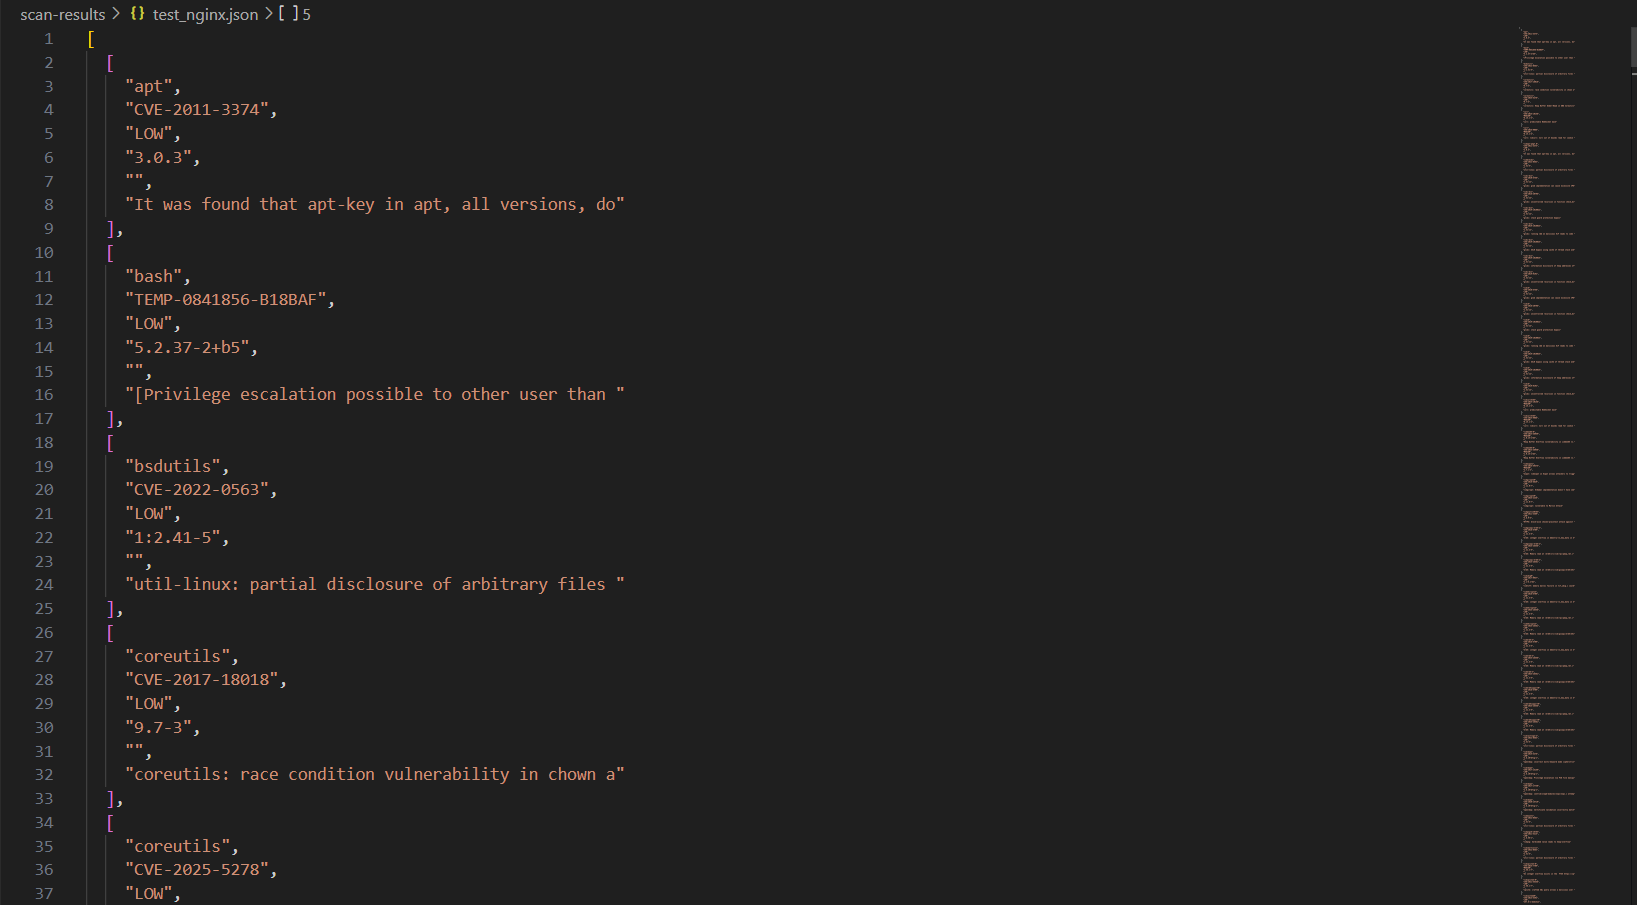 scan-results > {} test_nginx.json > [ ] 5
1 [
2 [
3 "apt",
4 "CVE-2011-3374",
5 "LOW",
6 "3.0.3",
7 "",
8 "It was found that apt-key in apt, all versions, do"
9 ],
10 [
11 "bash",
12 "TEMP-0841856-B18BAF",
13 "LOW",
14 "5.2.37-2+b5",
15 "",
16 "[Privilege escalation possible to other user than "
17 ],
18 [
19 "bsdutils",
20 "CVE-2022-0563",
21 "LOW",
22 "1:2.41-5",
23 "",
24 "util-linux: partial disclosure of arbitrary files "
25 ],
26 [
27 "coreutils",
28 "CVE-2017-18018",
29 "LOW",
30 "9.7-3",
31 "",
32 "coreutils: race condition vulnerability in chown a"
33 ],
34 [
35 "coreutils",
36 "CVE-2025-5278",
37 "LOW",